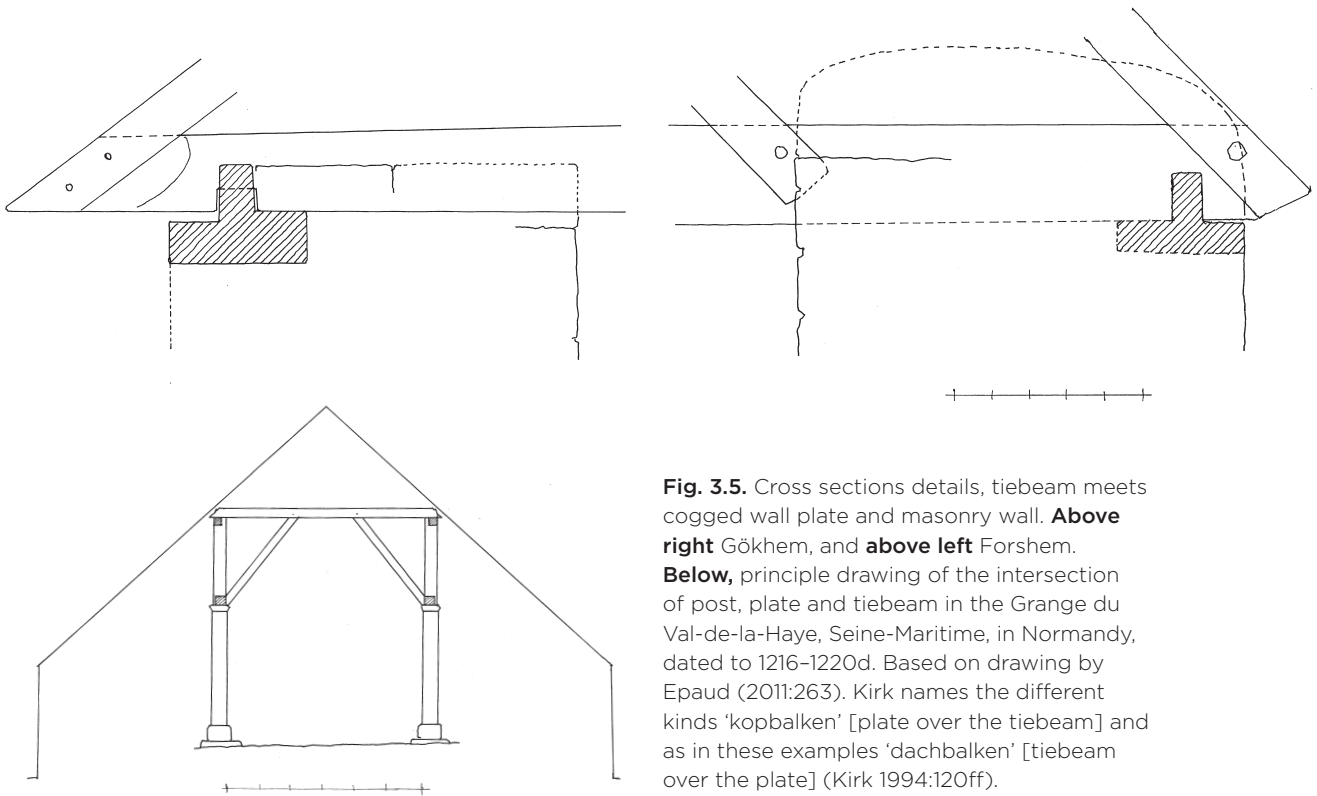 Fig. 3.5. Cross sections details, tiebeam meets
cogged wall plate and masonry wall. Above
right Gökhem, and above left Forshem.
Below, principle drawing of the intersection
of post, plate and tiebeam in the Grange du
Val-de-la-Haye, Seine-Maritime, in Normandy,
dated to 1216–1220d. Based on drawing by
Epaud (2011:263). Kirk names the different
kinds ‘kopbalken’ [plate over the tiebeam] and
as in these examples ‘dachbalken’ [tiebeam
over the plate] (Kirk 1994:120ff).